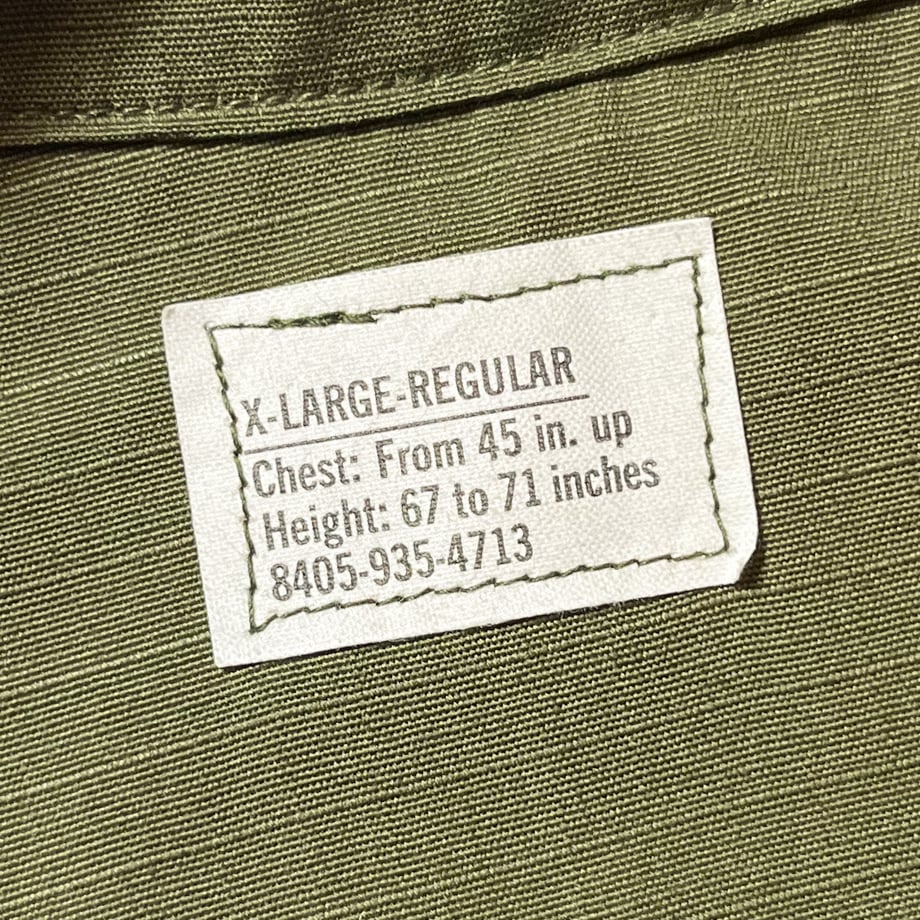 X-LARGE-REGULAR
Chest: From 45 in. up
Height: 67 to 71 inches
8405-935-4713